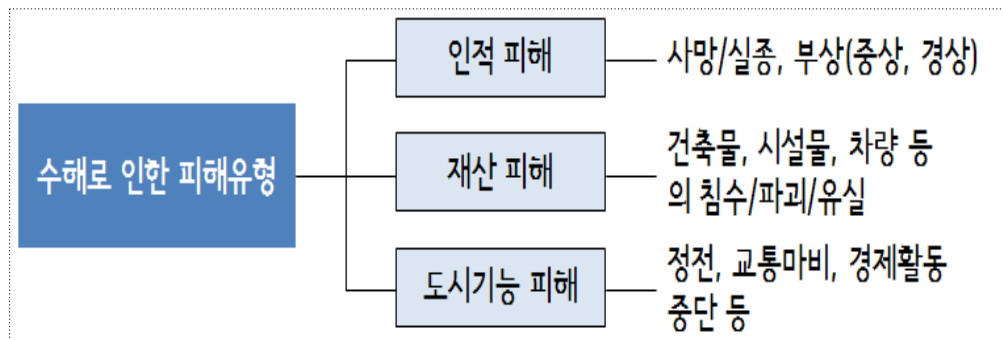 인적 피해
사망/실종, 부상(중상, 경상)
수해로 인한 피해유형
재산 피해
건축물, 시설물, 차량 등
의 침수/파괴/유실
도시기능 피해
정전, 교통마비, 경제활동
중단 등